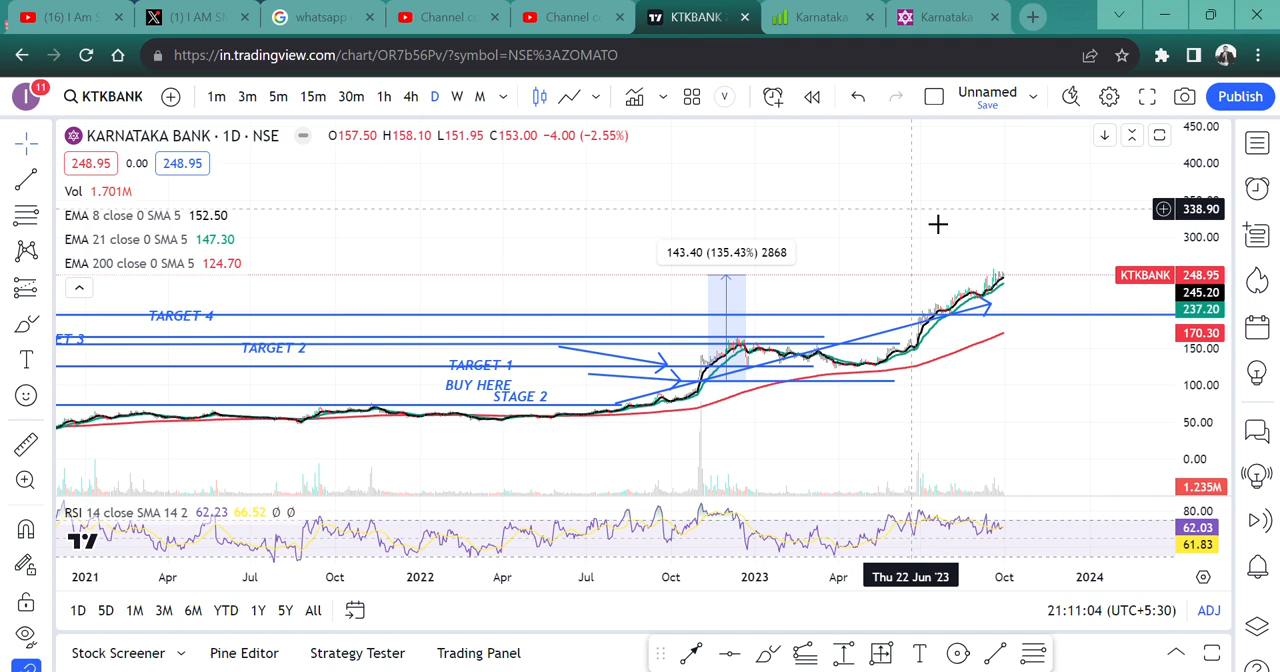 (16) I Am S
(1) I AM SM
whatsapp
Channel co
Channel co
KTKBANK
Karnataka
Karnataka
https://in.tradingview.com/chart/OR7b56Pv/?symbol=NSE%3AZOMATO
I 11 KTKBANK 1m 3m 5m 15m 30m 1h 4h D W M V Unnamed Publish
Save
KARNATAKA BANK · 1D · NSE O157.50 H158.10 L151.95 C153.00 −4.00 (−2.55%)
248.95 0.00 248.95
Vol 1.701M
EMA 8 close 0 SMA 5 152.50
EMA 21 close 0 SMA 5 147.30
EMA 200 close 0 SMA 5 124.70
143.40 (135.43%) 2868
TARGET 4
ET 3
TARGET 2
TARGET 1
BUY HERE
STAGE 2
450.00
400.00
338.90
300.00
KTKBANK 248.95
245.20
237.20
170.30
150.00
100.00
50.00
0.00
1.235M
RSI 14 close SMA 14 2 62.23 66.52 Ø Ø
80.00
62.03
61.83
2021 Apr Jul Oct 2022 Apr Jul Oct 2023 Apr Thu 22 Jun '23 Oct 2024
1D 5D 1M 3M 6M YTD 1Y 5Y All 21:11:04 (UTC+5:30) ADJ
Stock Screener Pine Editor Strategy Tester Trading Panel